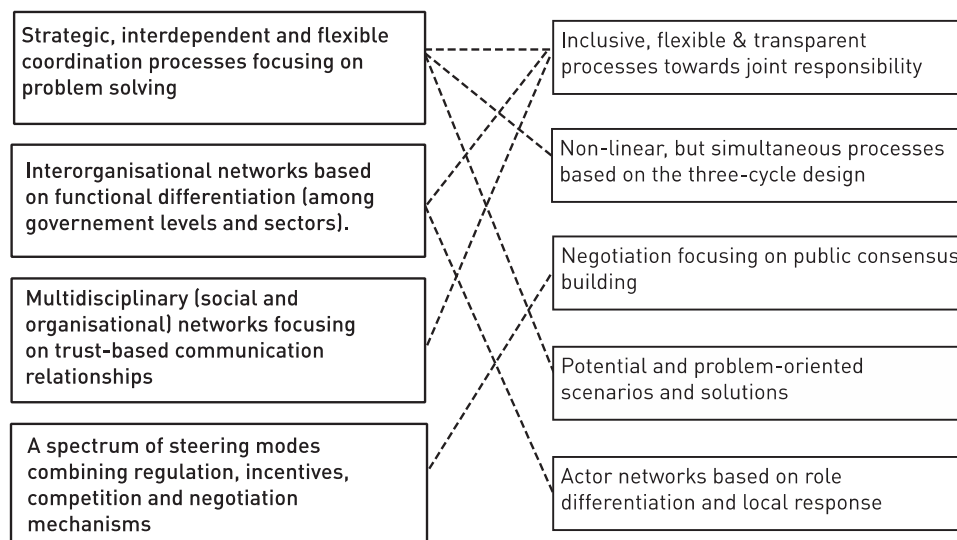 Strategic, interdependent and flexible
coordination processes focusing on
problem solving
Interorganisational networks based
on functional differentiation (among
governement levels and sectors).
Multidisciplinary (social and
organisational) networks focusing
on trust-based communication
relationships
A spectrum of steering modes
combining regulation, incentives,
competition and negotiation
mechanisms
Inclusive, flexible & transparent
processes towards joint responsibility
Non-linear, but simultaneous processes
based on the three-cycle design
Negotiation focusing on public consensus
building
Potential and problem-oriented
scenarios and solutions
Actor networks based on role
differentiation and local response